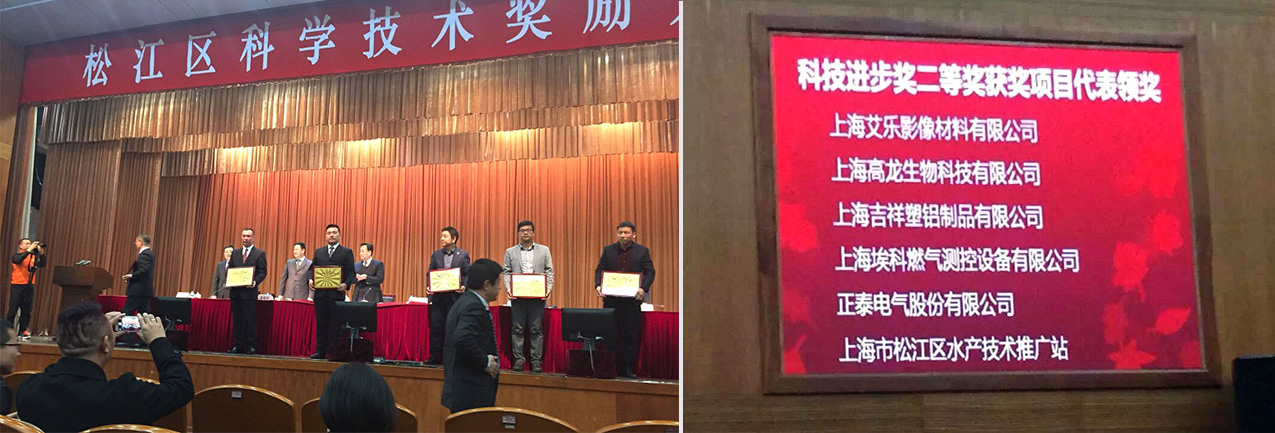 松江区科学技术奖励
科技进步奖二等奖获奖项目代表领奖
上海艾乐影像材料有限公司
上海高龙生物科技有限公司
上海吉祥塑铝制品有限公司
上海埃科燃气测控设备有限公司
正泰电气股份有限公司
上海市松江区水产技术推广站